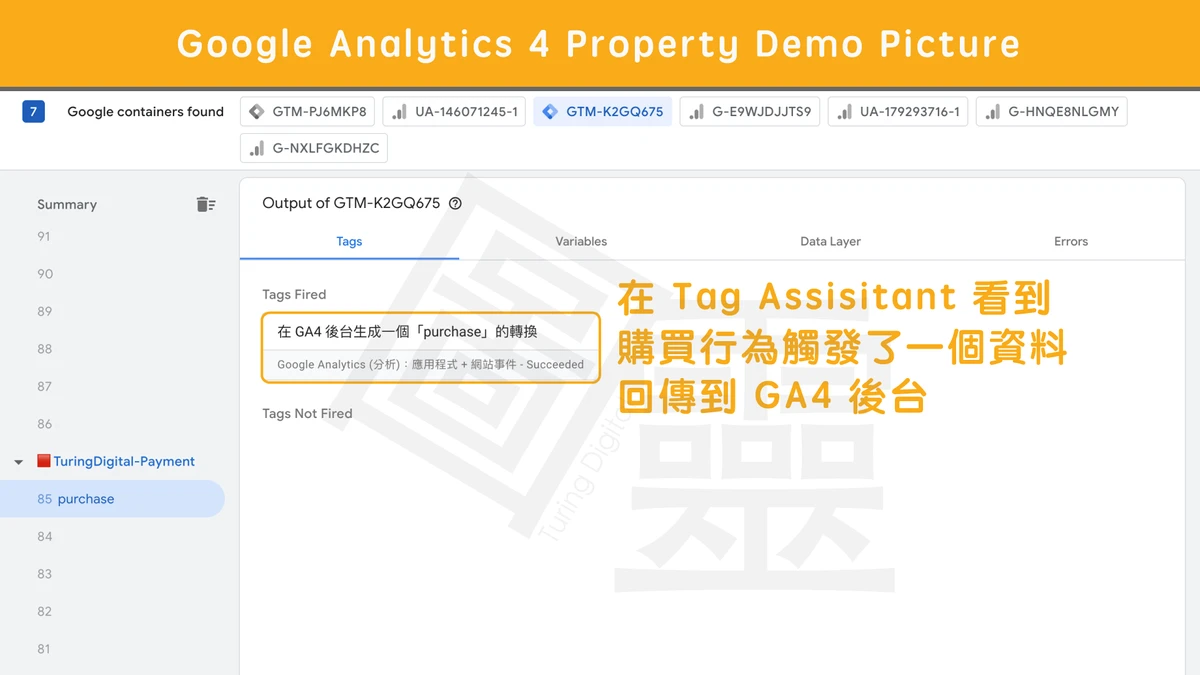 Google Analytics 4 Property Demo Picture
7 Google containers found GTM-PJ6MKP8 UA-146071245-1 GTM-K2GQ675 G-E9WJDJJTS9 UA-179293716-1 G-HNQE8NLGMY
G-NXLFGKDHZC
Summary
91
90
89
88
87
86
TuringDigital-Payment
85 purchase
84
83
82
81
Output of GTM-K2GQ675
Tags Variables Data Layer Errors
Tags Fired
在 GA4 後台生成一個「purchase」的轉換
Google Analytics (分析)：應用程式 + 網站事件 - Succeeded
Tags Not Fired
在 Tag Assisitant 看到
購買行為觸發了一個資料
回傳到 GA4 後台
圖靈
Turing Digital